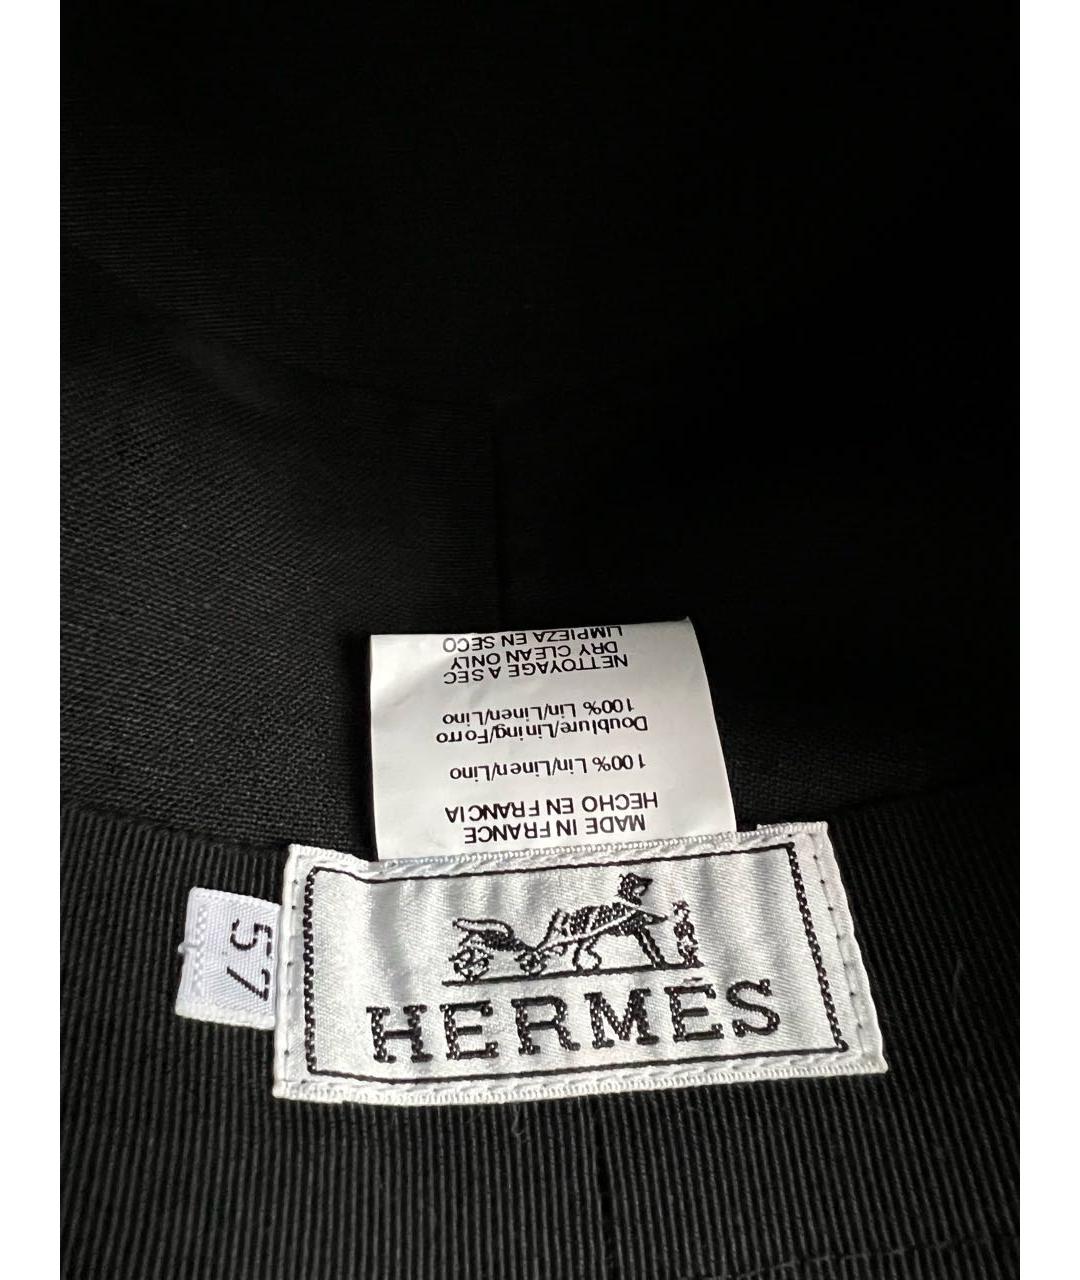 HERMES
57
MADE IN FRANCE
HECHO EN FRANCIA
100% Lin/Linen/Lino
Doublure/Lining/Forro
100% Lin/Linen/Lino
NETTOYAGE A SEC
DRY CLEAN ONLY
LIMPIEZA EN SECO